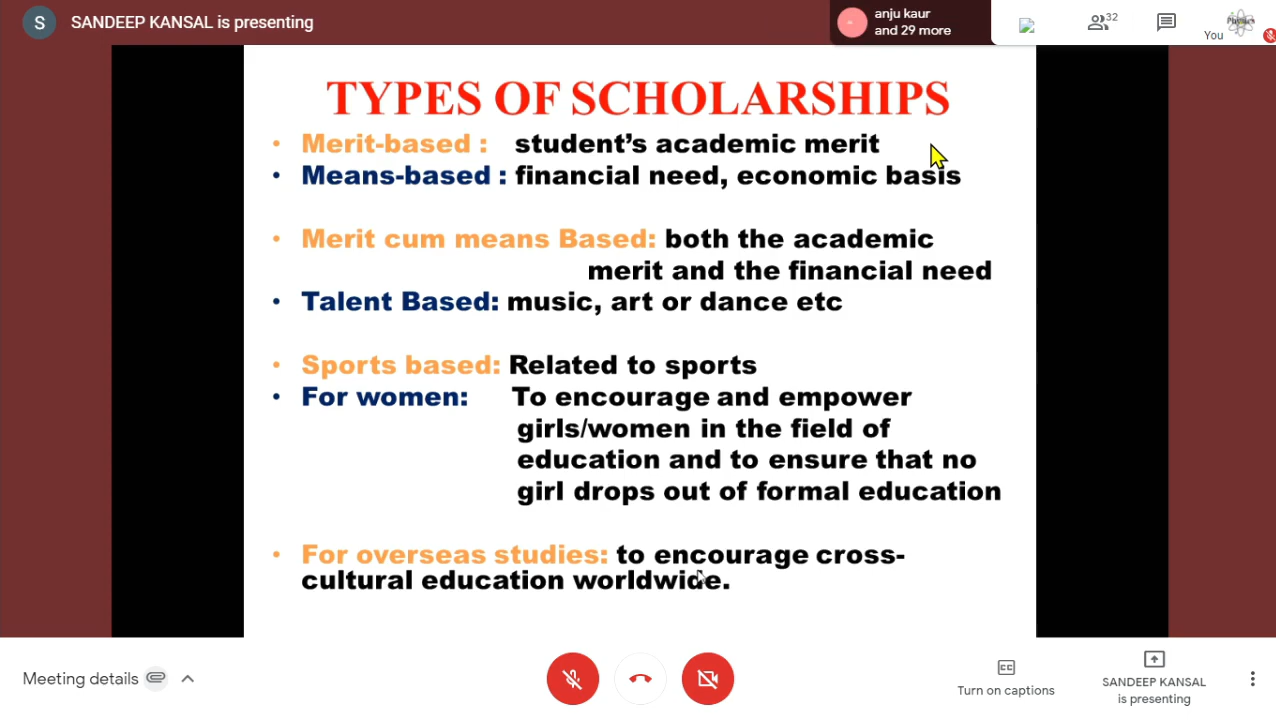 S SANDEEP KANSAL is presenting
anju kaur
and 29 more
32
You
Physics
TYPES OF SCHOLARSHIPS
• Merit-based : student’s academic merit
• Means-based : financial need, economic basis
• Merit cum means Based: both the academic
merit and the financial need
• Talent Based: music, art or dance etc
• Sports based: Related to sports
• For women: To encourage and empower
girls/women in the field of
education and to ensure that no
girl drops out of formal education
• For overseas studies: to encourage cross-
cultural education worldwide.
Meeting details
CC
Turn on captions
SANDEEP KANSAL
is presenting